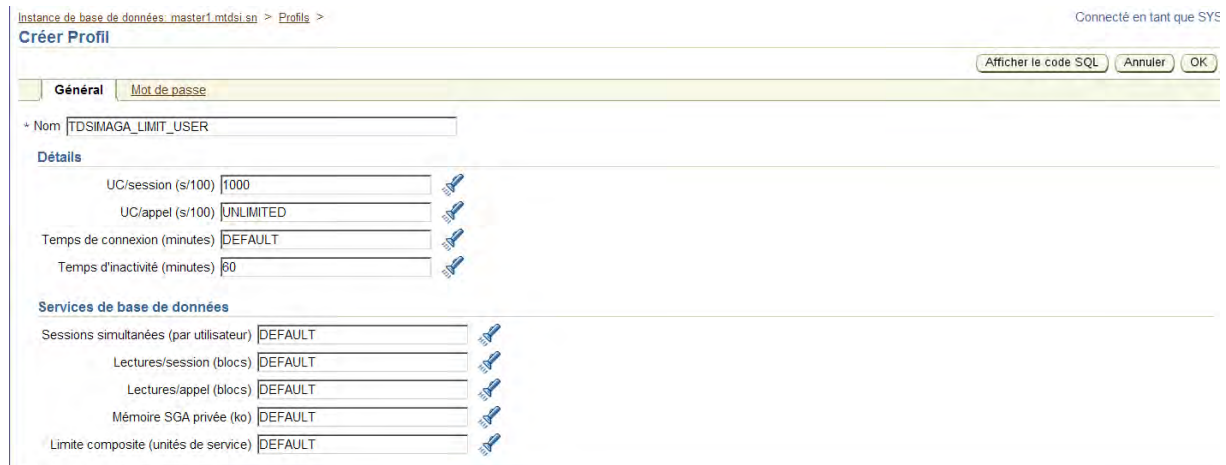 Instance de base de données: master1.mtdsi.sn > Profils >
Connecté en tant que SYS
Créer Profil
Afficher le code SQL Annuler OK
Général Mot de passe
* Nom TDSIMAGA_LIMIT_USER
Détails
UC/session (s/100) 1000
UC/appel (s/100) UNLIMITED
Temps de connexion (minutes) DEFAULT
Temps d'inactivité (minutes) 60
Services de base de données
Sessions simultanées (par utilisateur) DEFAULT
Lectures/session (blocs) DEFAULT
Lectures/appel (blocs) DEFAULT
Mémoire SGA privée (ko) DEFAULT
Limite composite (unités de service) DEFAULT